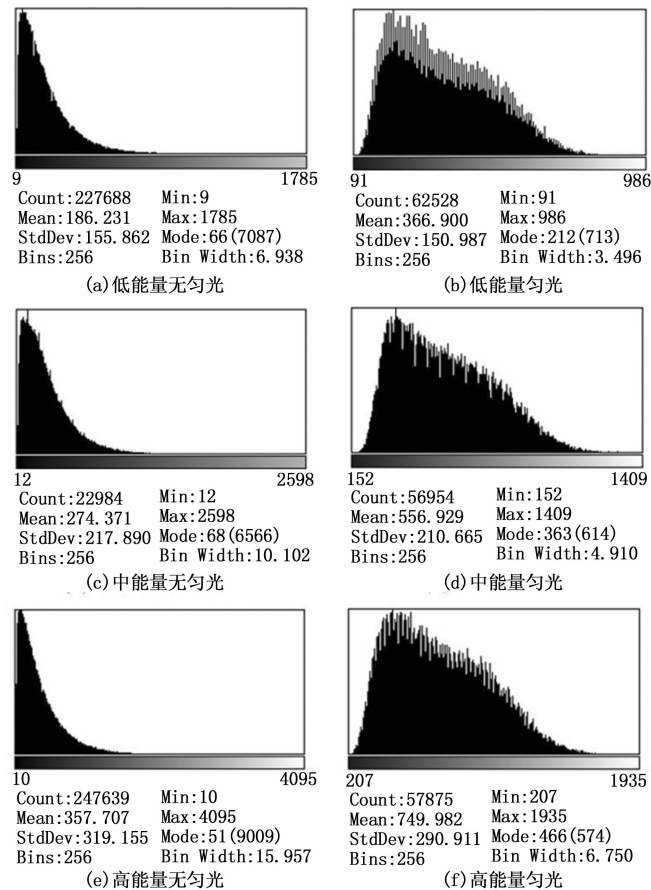 9 1785
Count:227688 Min:9
Mean:186.231 Max:1785
StdDev:155.862 Mode:66(7087)
Bins:256 Bin Width:6.938
(a)低能量无匀光
91 986
Count:62528 Min:91
Mean:366.900 Max:986
StdDev:150.987 Mode:212(713)
Bins:256 Bin Width:3.496
(b)低能量匀光
12 2598
Count:22984 Min:12
Mean:274.371 Max:2598
StdDev:217.890 Mode:68(6566)
Bins:256 Bin Width:10.102
(c)中能量无匀光
152 1409
Count:56954 Min:152
Mean:556.929 Max:1409
StdDev:210.665 Mode:363(614)
Bins:256 Bin Width:4.910
(d)中能量匀光
10 4095
Count:247639 Min:10
Mean:357.707 Max:4095
StdDev:319.155 Mode:51(9009)
Bins:256 Bin Width:15.957
(e)高能量无匀光
207 1935
Count:57875 Min:207
Mean:749.982 Max:1935
StdDev:290.911 Mode:466(574)
Bins:256 Bin Width:6.750
(f)高能量匀光